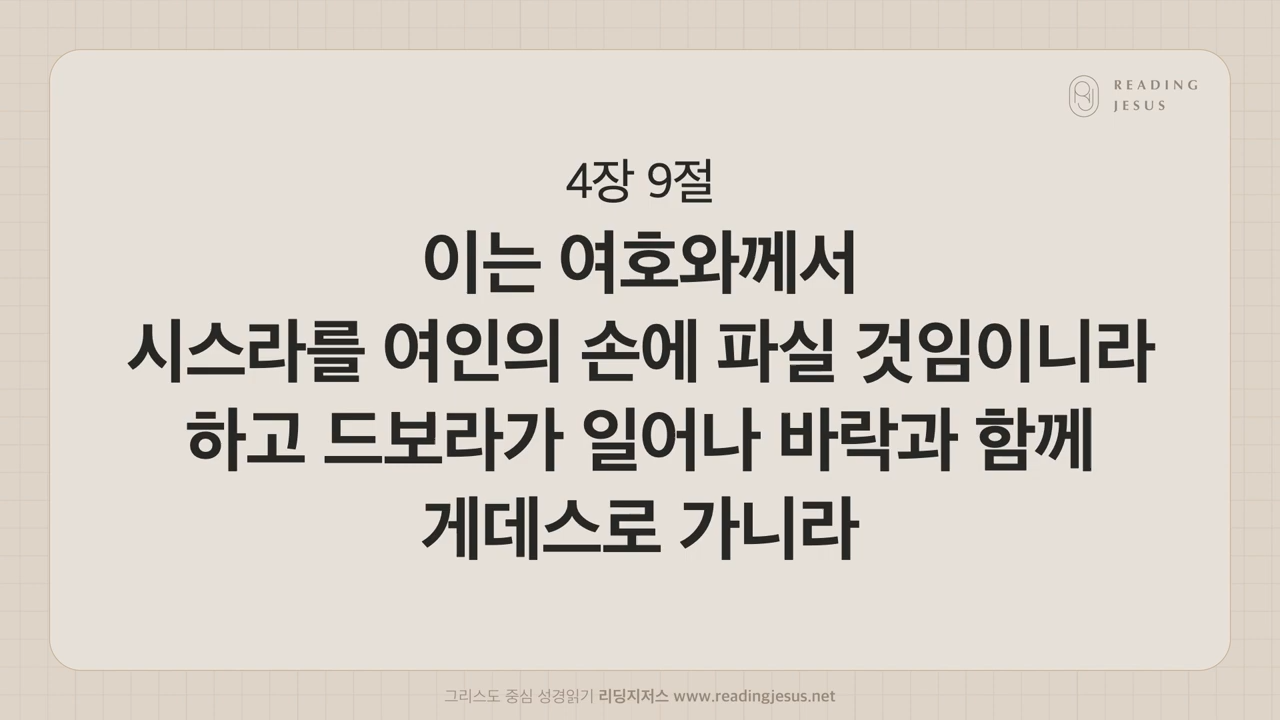 READING
JESUS
4장 9절
이는 여호와께서
시스라를 여인의 손에 파실 것임이니라
하고 드보라가 일어나 바락과 함께
게데스로 가니라
그리스도 중심 성경읽기 리딩지저스 www.readingjesus.net